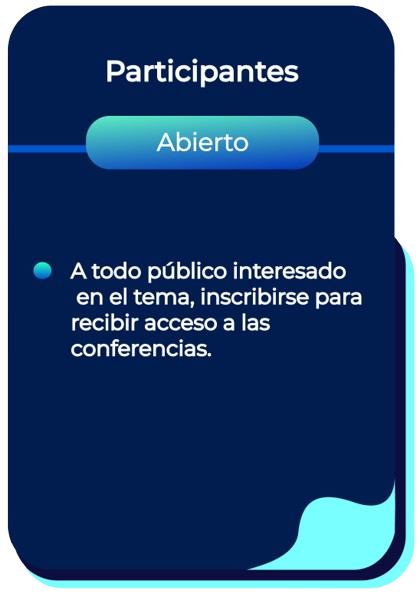 Participantes
Abierto
A todo público interesado
en el tema, inscribirse para
recibir acceso a las
conferencias.